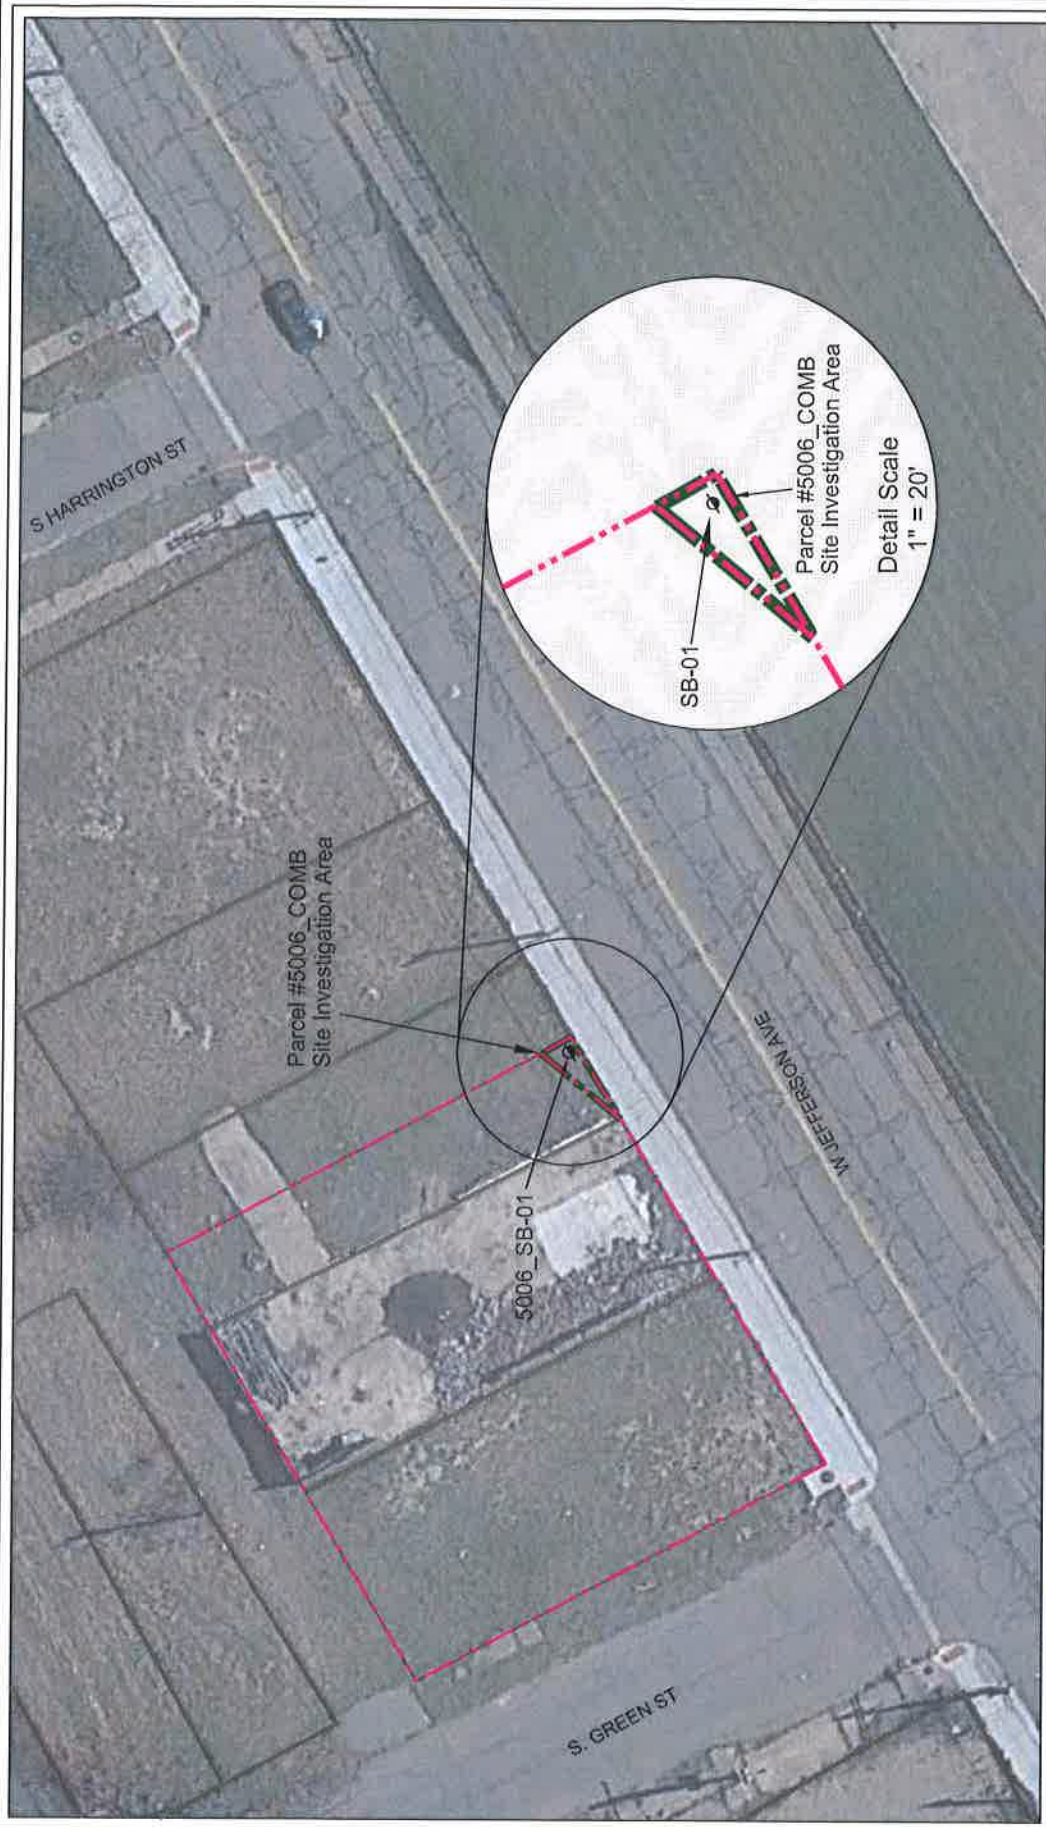 S HARRINGTON ST
Parcel #5006_COMB
Site Investigation Area
5006_SB-01
W JEFFERSON AVE
S. GREEN ST
SB-01
Parcel #5006_COMB
Site Investigation Area
Detail Scale
1" = 20'